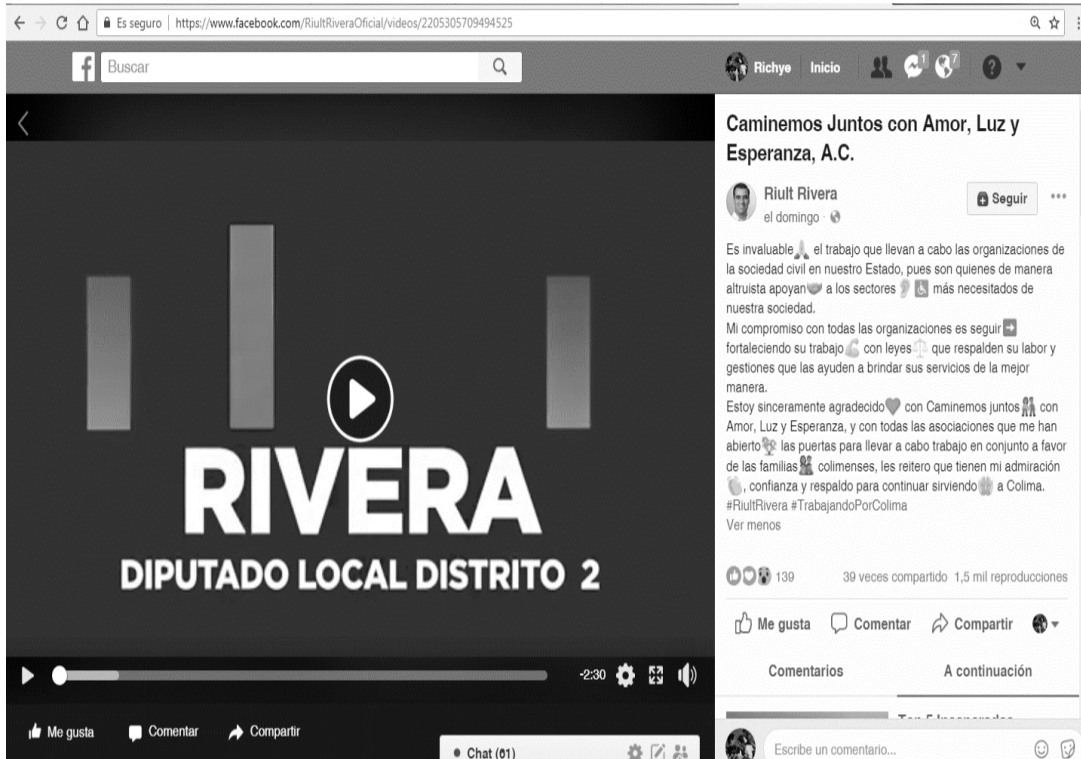 Es seguro | https://www.facebook.com/RiultRiveraOficial/videos/2205305709494525
f Buscar
Richye Inicio 1 7 ?
RIVERA
DIPUTADO LOCAL DISTRITO 2
-2:30
Me gusta Comentar Compartir
Chat (61)
Caminemos Juntos con Amor, Luz y
Esperanza, A.C.
Riult Rivera
Seguir
el domingo ·
Es invaluable🙏 el trabajo que llevan a cabo las organizaciones de
la sociedad civil en nuestro Estado, pues son quienes de manera
altruista apoyan🤝 a los sectores 👂♿ más necesitados de
nuestra sociedad.
Mi compromiso con todas las organizaciones es seguir➡
fortaleciendo su trabajo💪 con leyes⚖ que respalden su labor y
gestiones que las ayuden a brindar sus servicios de la mejor
manera.
Estoy sinceramente agradecido❤ con Caminemos juntos👫 con
Amor, Luz y Esperanza, y con todas las asociaciones que me han
abierto las puertas para llevar a cabo trabajo en conjunto a favor
de las familias colimenses, les reitero que tienen mi admiración
, confianza y respaldo para continuar sirviendo a Colima.
#RiultRivera #TrabajandoPorColima
Ver menos
139 39 veces compartido 1,5 mil reproducciones
Me gusta Comentar Compartir
Comentarios A continuación
Escribe un comentario...